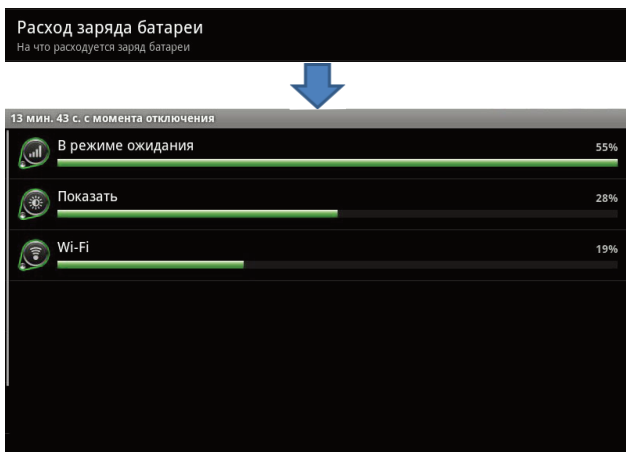 Расход заряда батареи
На что расходуется заряд батареи
13 мин. 43 с. с момента отключения
В режиме ожидания 55%
Показать 28%
Wi-Fi 19%